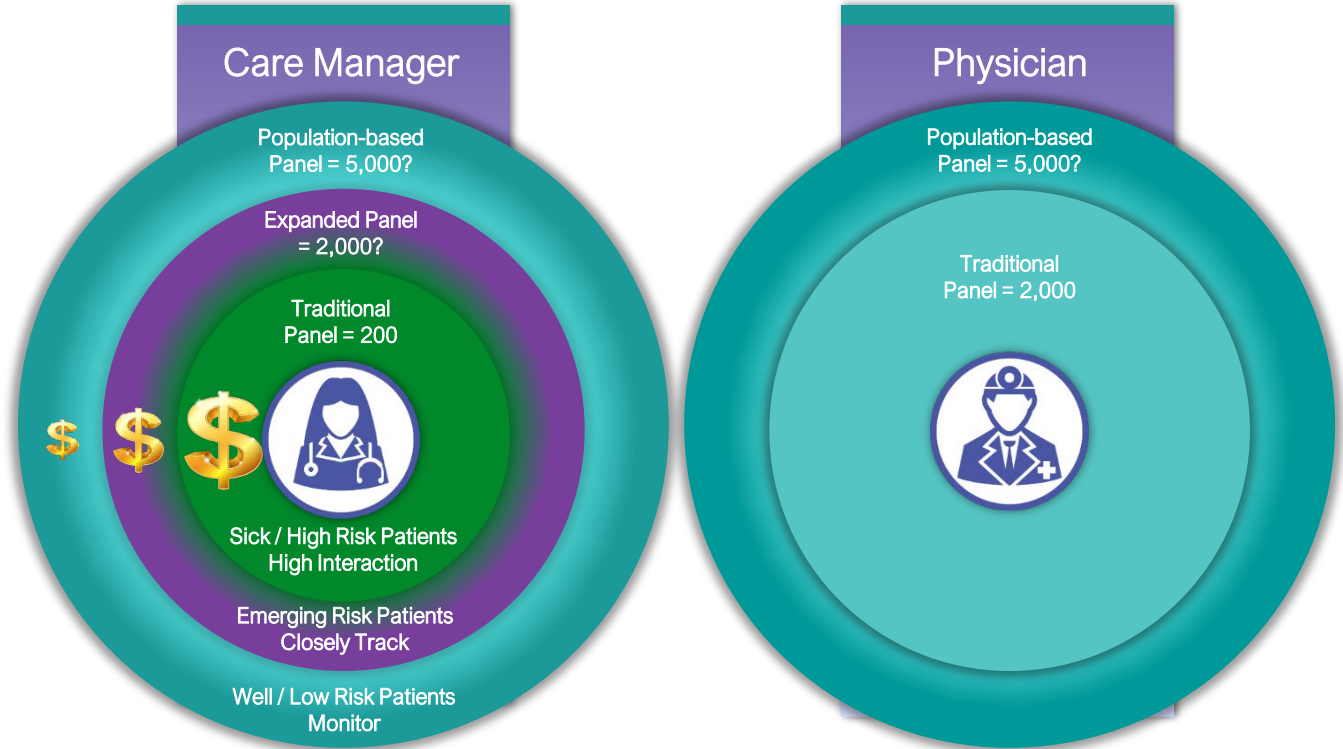 Care Manager
Population-based
Panel = 5,000?
Expanded Panel
= 2,000?
Traditional
Panel = 200
Sick / High Risk Patients
High Interaction
Emerging Risk Patients
Closely Track
Well / Low Risk Patients
Monitor
Physician
Population-based
Panel = 5,000?
Traditional
Panel = 2,000